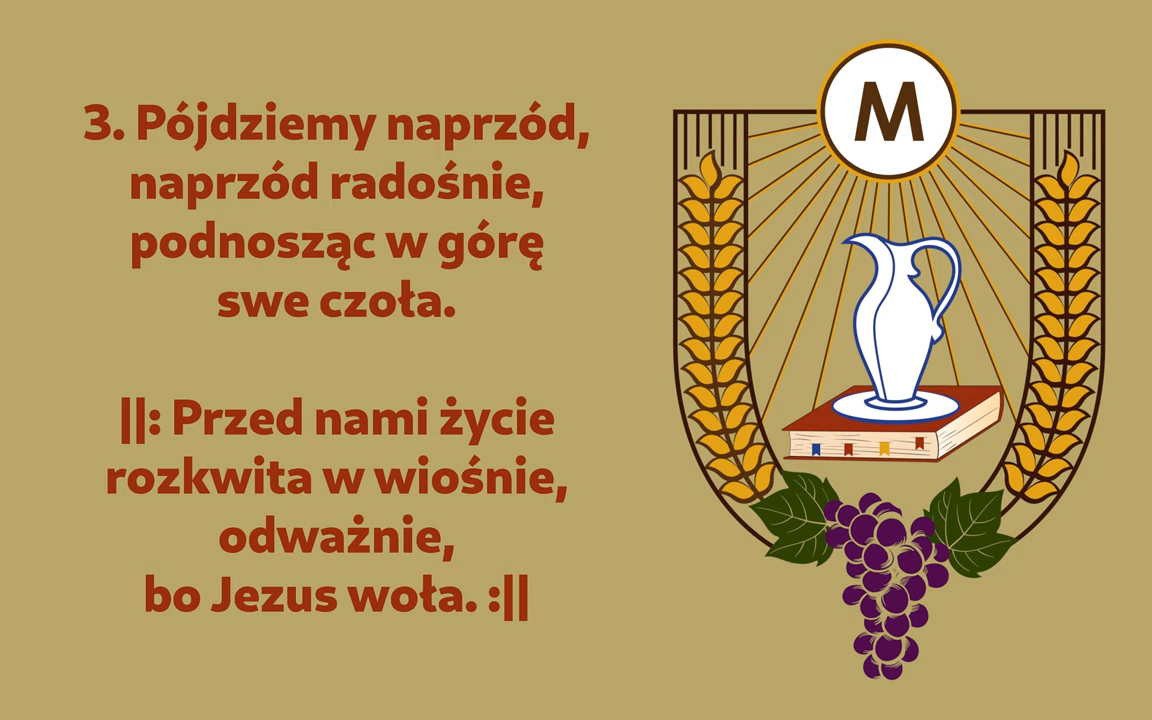 3. Pójdziemy naprzód,
naprzód radośnie,
podnosząc w górę
swe czoła.
||: Przed nami życie
rozkwita w wiośnie,
odważnie,
bo Jezus woła. :||
M